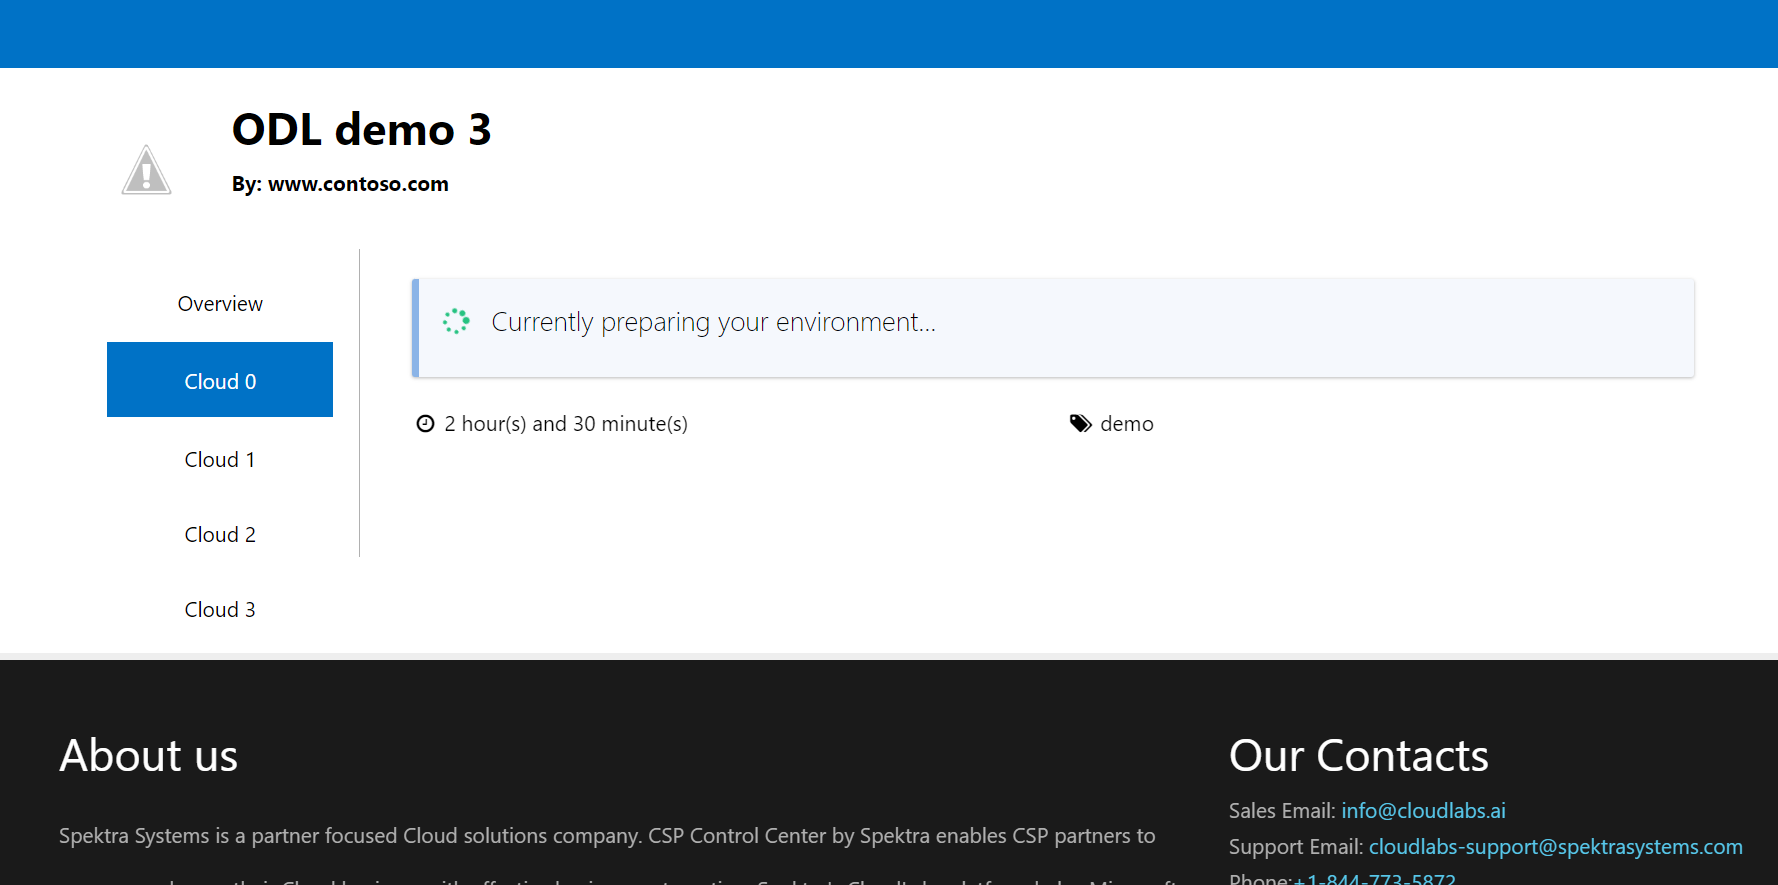 ODL demo 3
By: www.contoso.com
Overview
Cloud 0
Cloud 1
Cloud 2
Cloud 3
Currently preparing your environment...
2 hour(s) and 30 minute(s)
demo
About us
Spektra Systems is a partner focused Cloud solutions company. CSP Control Center by Spektra enables CSP partners to
Our Contacts
Sales Email: info@cloudlabs.ai
Support Email: cloudlabs-support@spektrasystems.com
Phone:+1-844-773-5872